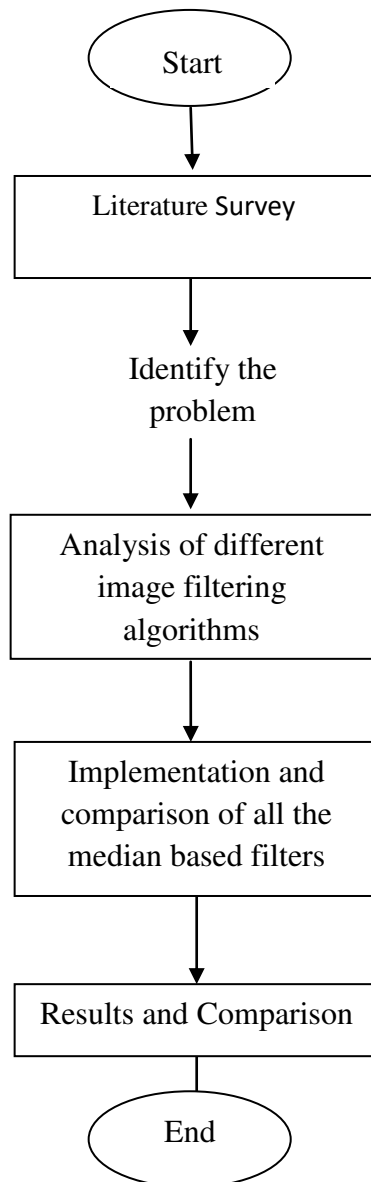 Start
Literature Survey
Identify the
problem
Analysis of different
image filtering
algorithms
Implementation and
comparison of all the
median based filters
Results and Comparison
End